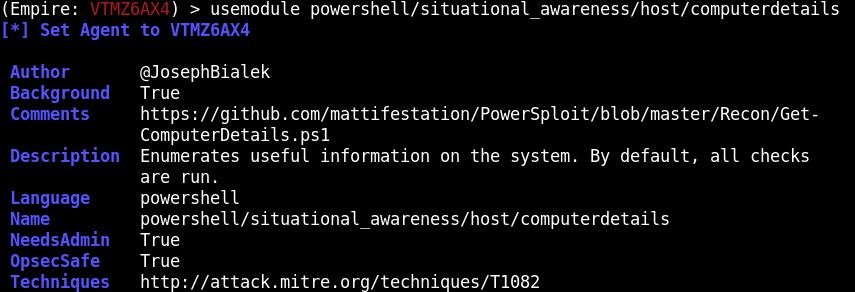 (Empire: VTMZ6AX4) > usemodule powershell/situational_awareness/host/computerdetails
[*] Set Agent to VTMZ6AX4
Author @JosephBialek
Background True
Comments https://github.com/mattifestation/PowerSploit/blob/master/Recon/Get-
ComputerDetails.ps1
Description Enumerates useful information on the system. By default, all checks
are run.
Language powershell
Name powershell/situational_awareness/host/computerdetails
NeedsAdmin True
OpsecSafe True
Techniques http://attack.mitre.org/techniques/T1082